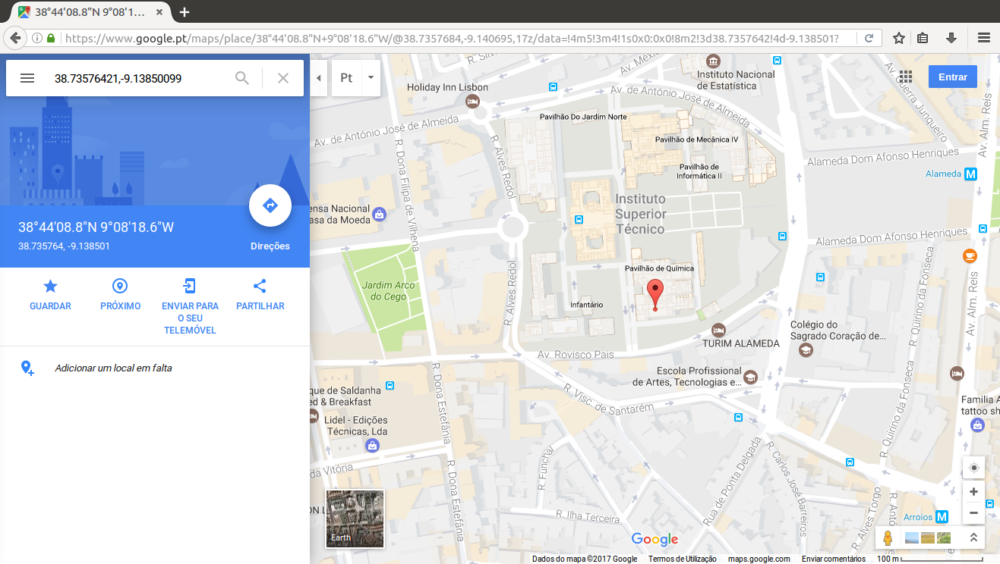 38°44'08.8"N 9°08'1...
https://www.google.pt/maps/place/38°44'08.8"N+9°08'18.6"W/@38.7357684,-9.140695,17z/data=!4m5!3m4!1s0x0:0x0!8m2!3d38.7357642!4d-9.138501?
38.73576421,-9.13850099
Pt
Entrar
38°44'08.8"N 9°08'18.6"W
38.735764, -9.138501
Direções
GUARDAR
PRÓXIMO
ENVIAR PARA
O SEU
TELEMÓVEL
PARTILHAR
Adicionar um local em falta
Holiday Inn Lisbon
Av. de António José de Almeida
Av. de António José de Almeida
Instituto Nacional
de Estatística
Av. Alm. Reis
Pavilhão Do Jardim Norte
Pavilhão de Mecânica IV
Pavilhão de
Informática II
Alameda Dom Afonso Henriques
Alameda M
R. Dona Filipa de Vilhena
R. Alves Redol
ensa Nacional
asa da Moeda
Instituto
Superior
Técnico
Alameda Dom Afonso Henriques
Pavilhão de Química
Jardim Arco
do Cego
R. Alves Redol
Infantário
R. Quirino da Fonseca
Av. Alm. Reis
Colégio do
Sagrado Coração de...
TURIM ALAMEDA
Av. Rovisco Pais
Escola Profissional
de Artes, Tecnologias e...
R. Dona Estefânia
que de Saldanha
ed & Breakfast
R. Visc. de Santarém
R. Quirino da Fonseca
Familia A
tattoo sh
Lidel - Edições
Técnicas, Lda
R. Funchal
Rua de Ponta Delgada
R. Carlos José Barreiros
da Vitória
R. Dona Estefânia
R. Ilha Terceira
R. Alves Torgo
Arroios M
ON L
Earth
Google
Dados do mapa ©2017 Google
Termos de Utilização
maps.google.com
Enviar comentários
100 m